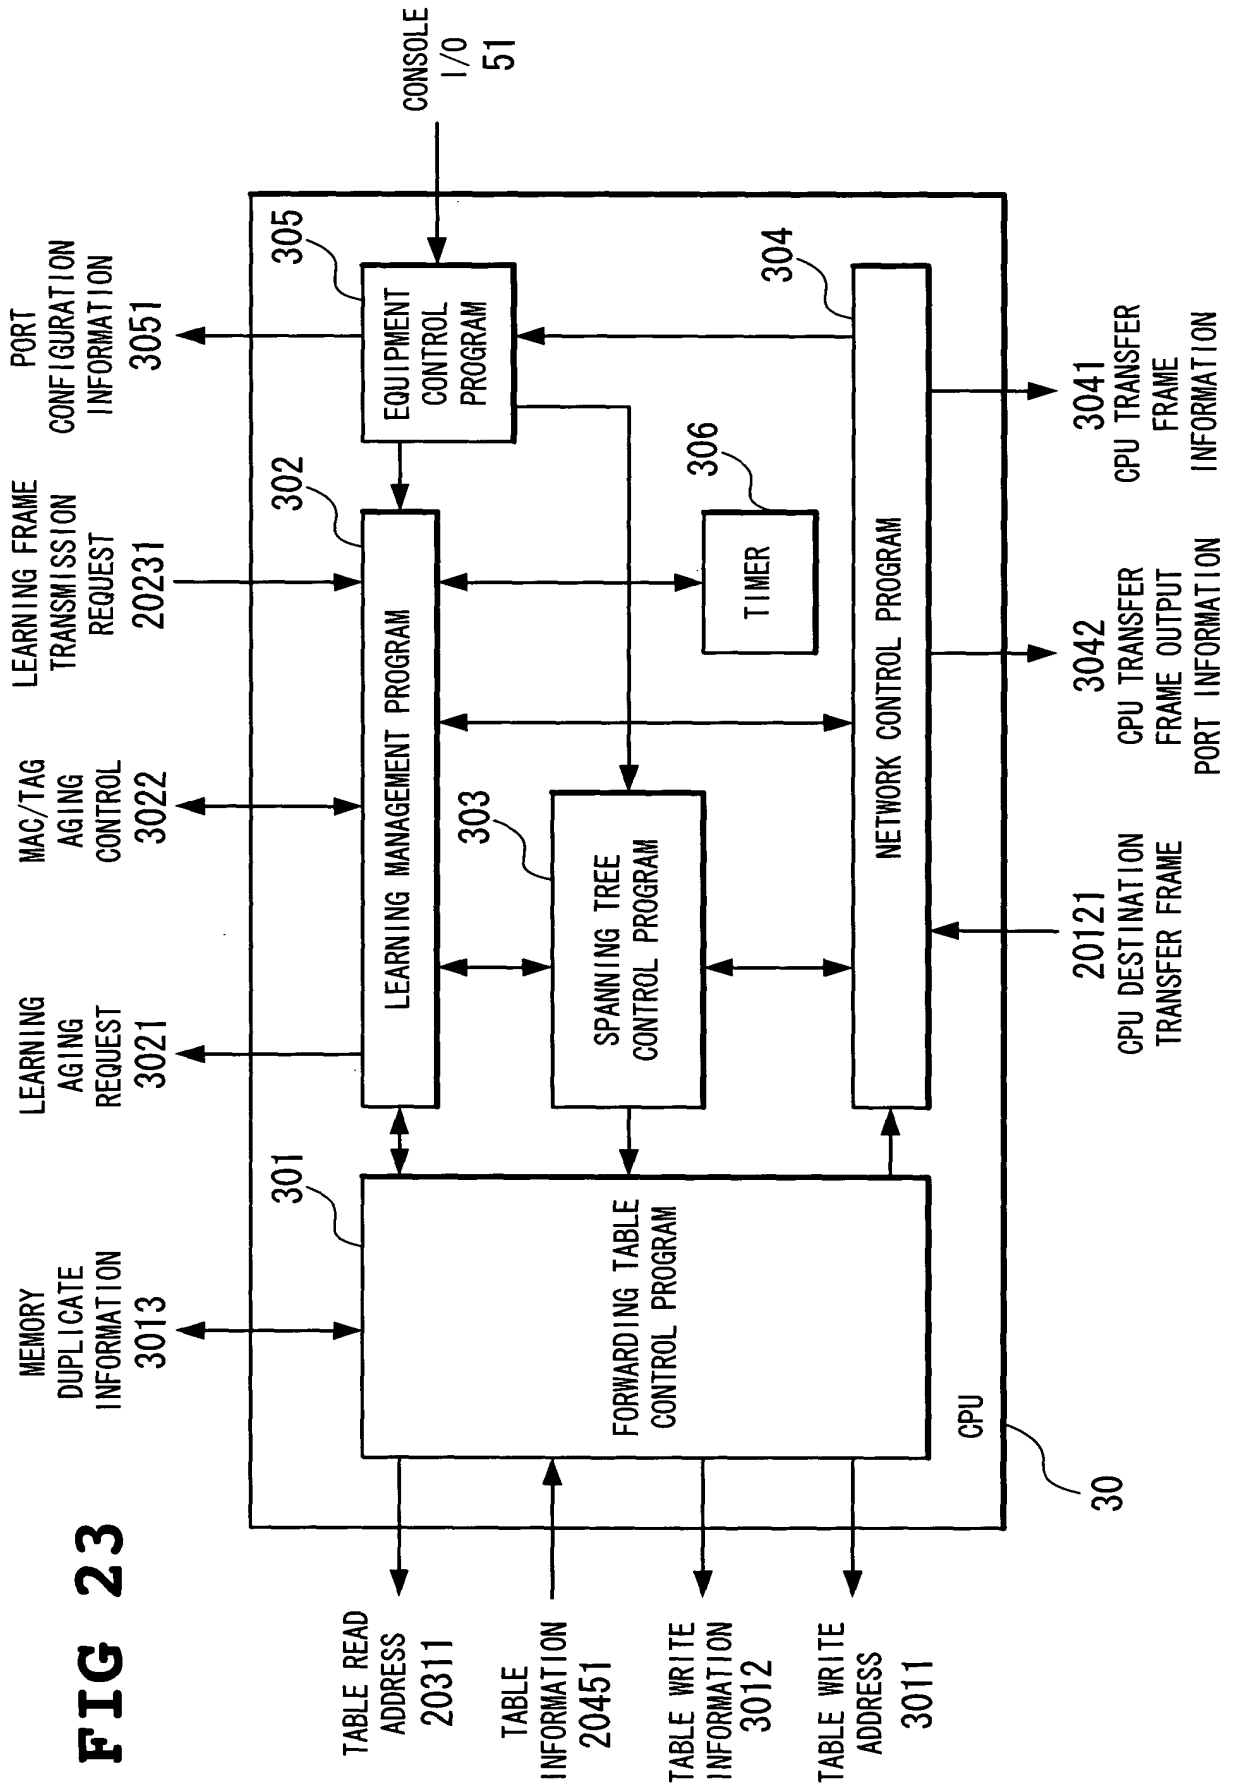 FIG 23
MEMORY
DUPLICATE
INFORMATION
3013
LEARNING
AGING
REQUEST
3021
MAC/TAG
AGING
CONTROL
3022
LEARNING FRAME
TRANSMISSION
REQUEST
20231
PORT
CONFIGURATION
INFORMATION
3051
301
302
305
CONSOLE
I/O
51
TABLE READ
ADDRESS
20311
TABLE
INFORMATION
20451
TABLE WRITE
INFORMATION
3012
TABLE WRITE
ADDRESS
3011
FORWARDING TABLE
CONTROL PROGRAM
LEARNING MANAGEMENT PROGRAM
EQUIPMENT
CONTROL
PROGRAM
303
SPANNING TREE
CONTROL PROGRAM
306
TIMER
304
NETWORK CONTROL PROGRAM
CPU
30
20121
CPU DESTINATION
TRANSFER FRAME
3042
CPU TRANSFER
FRAME OUTPUT
PORT INFORMATION
3041
CPU TRANSFER
FRAME
INFORMATION